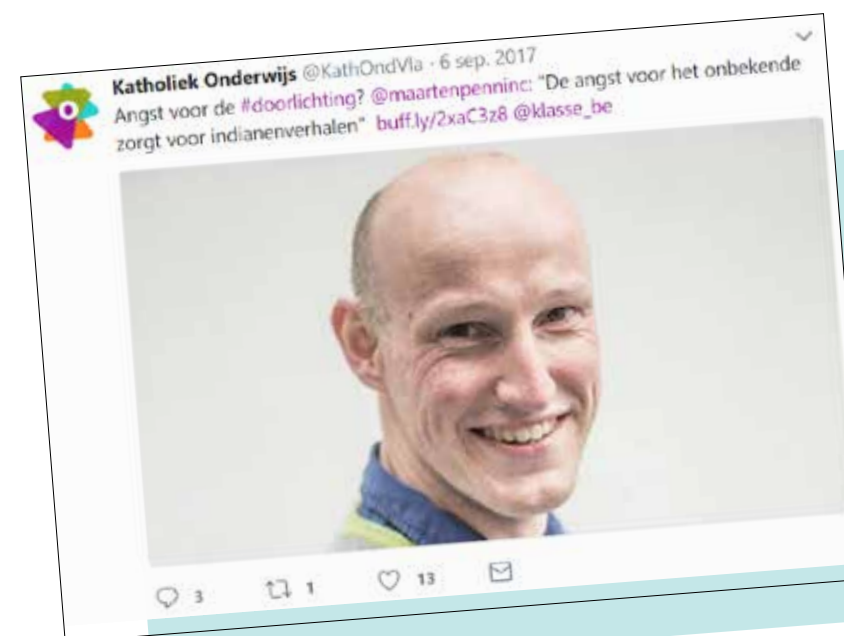 Katholiek Onderwijs @KathOndVla · 6 sep. 2017
Angst voor de #doorlichting? @maartenpenninc: "De angst voor het onbekende
zorgt voor indianenverhalen" buff.ly/2xaC3z8 @klasse_be
3 1 13